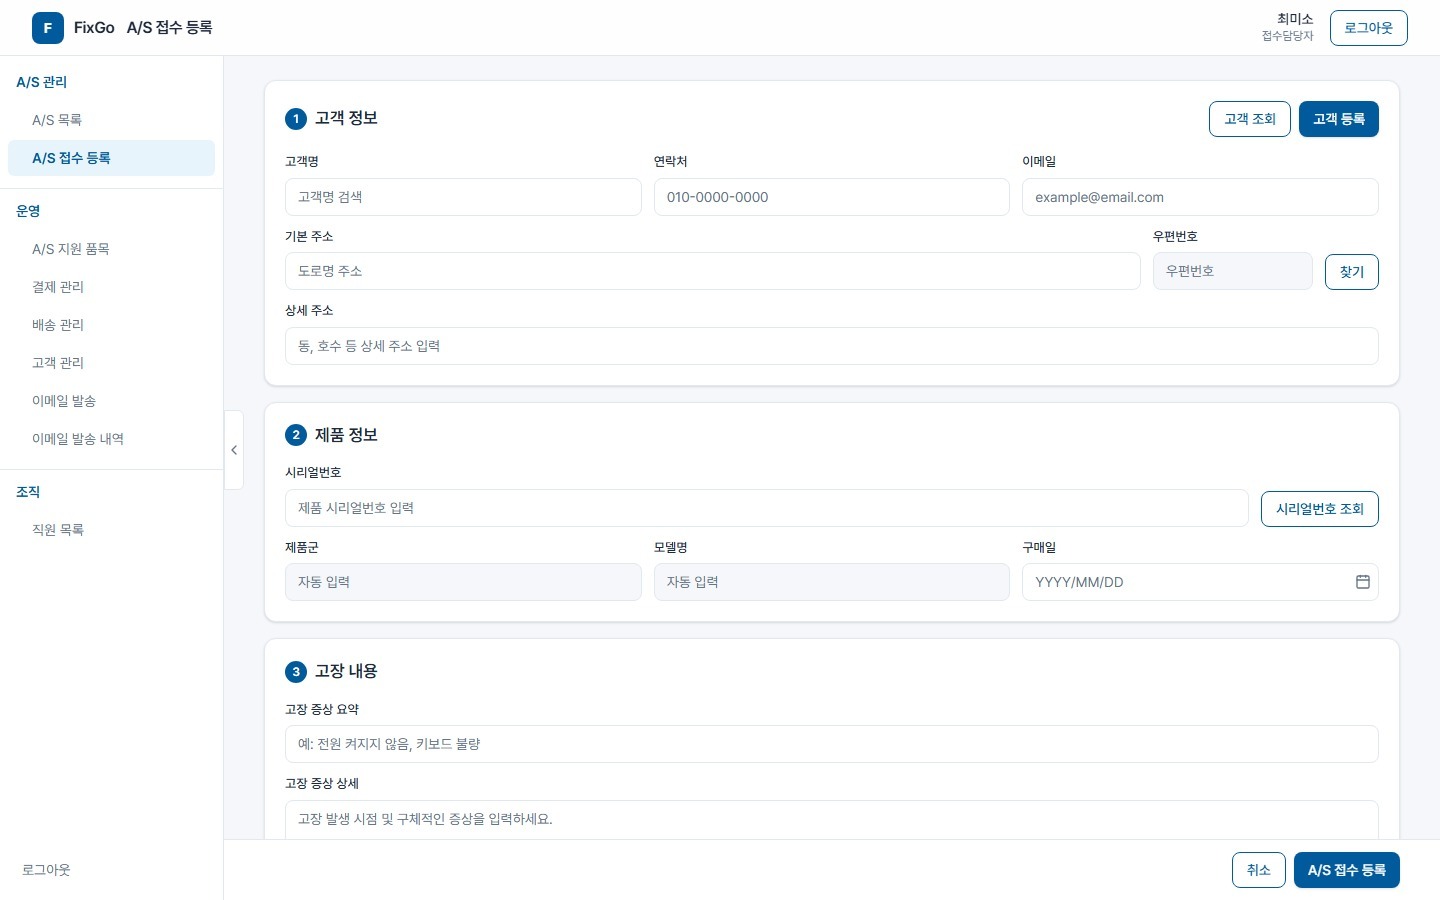 F FixGo A/S 접수 등록
최미소
접수담당자
로그아웃
A/S 관리
A/S 목록
A/S 접수 등록
운영
A/S 지원 품목
결제 관리
배송 관리
고객 관리
이메일 발송
이메일 발송 내역
조직
직원 목록
로그아웃
1 고객 정보
고객 조회 고객 등록
고객명 연락처 이메일
고객명 검색 010-0000-0000 example@email.com
기본 주소 우편번호
도로명 주소 우편번호 찾기
상세 주소
동, 호수 등 상세 주소 입력
2 제품 정보
시리얼번호
제품 시리얼번호 입력 시리얼번호 조회
제품군 모델명 구매일
자동 입력 자동 입력 YYYY/MM/DD
3 고장 내용
고장 증상 요약
예: 전원 켜지지 않음, 키보드 불량
고장 증상 상세
고장 발생 시점 및 구체적인 증상을 입력하세요.
취소 A/S 접수 등록